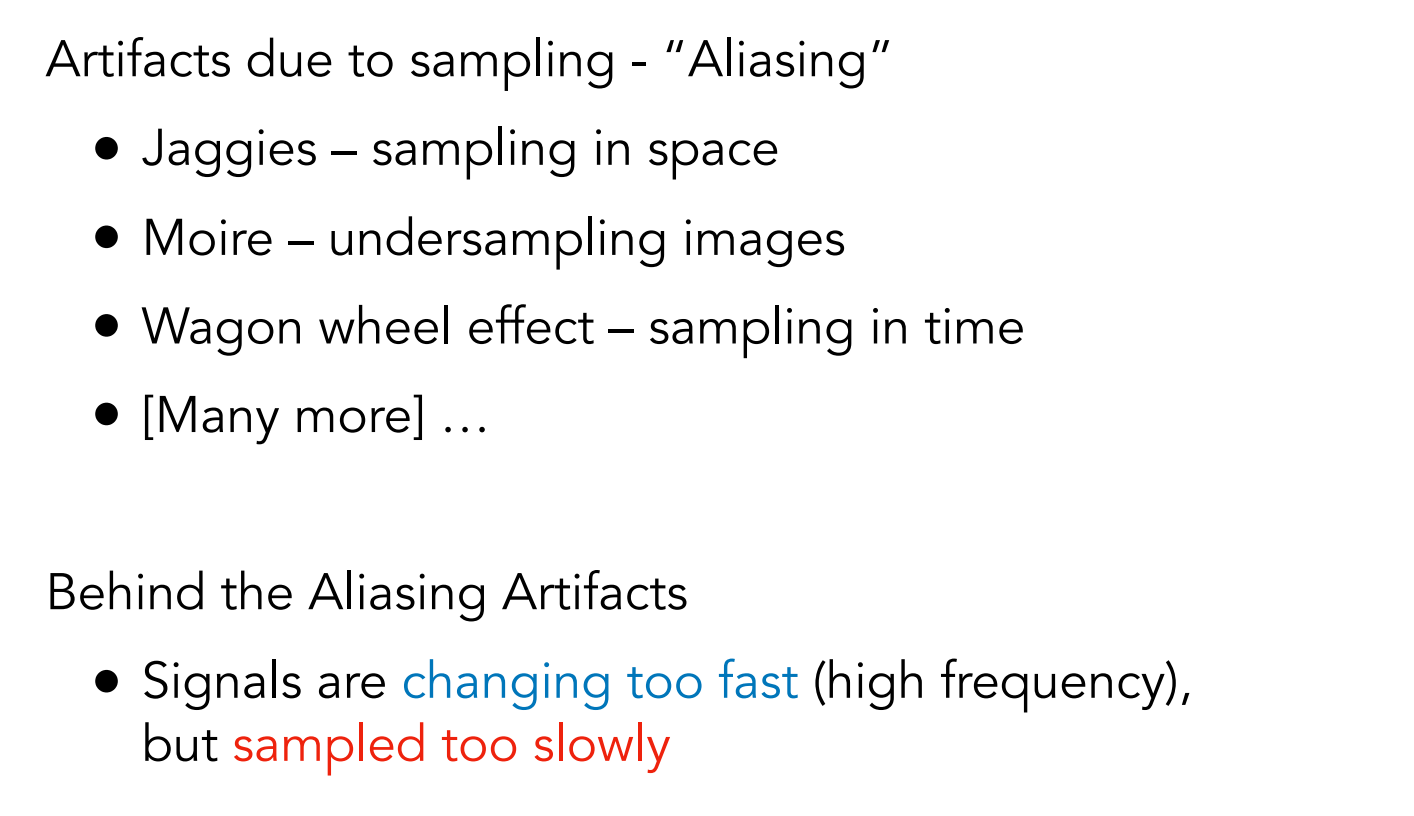 Artifacts due to sampling - “Aliasing”
• Jaggies – sampling in space
• Moire – undersampling images
• Wagon wheel effect – sampling in time
• [Many more] …
Behind the Aliasing Artifacts
• Signals are changing too fast (high frequency),
but sampled too slowly